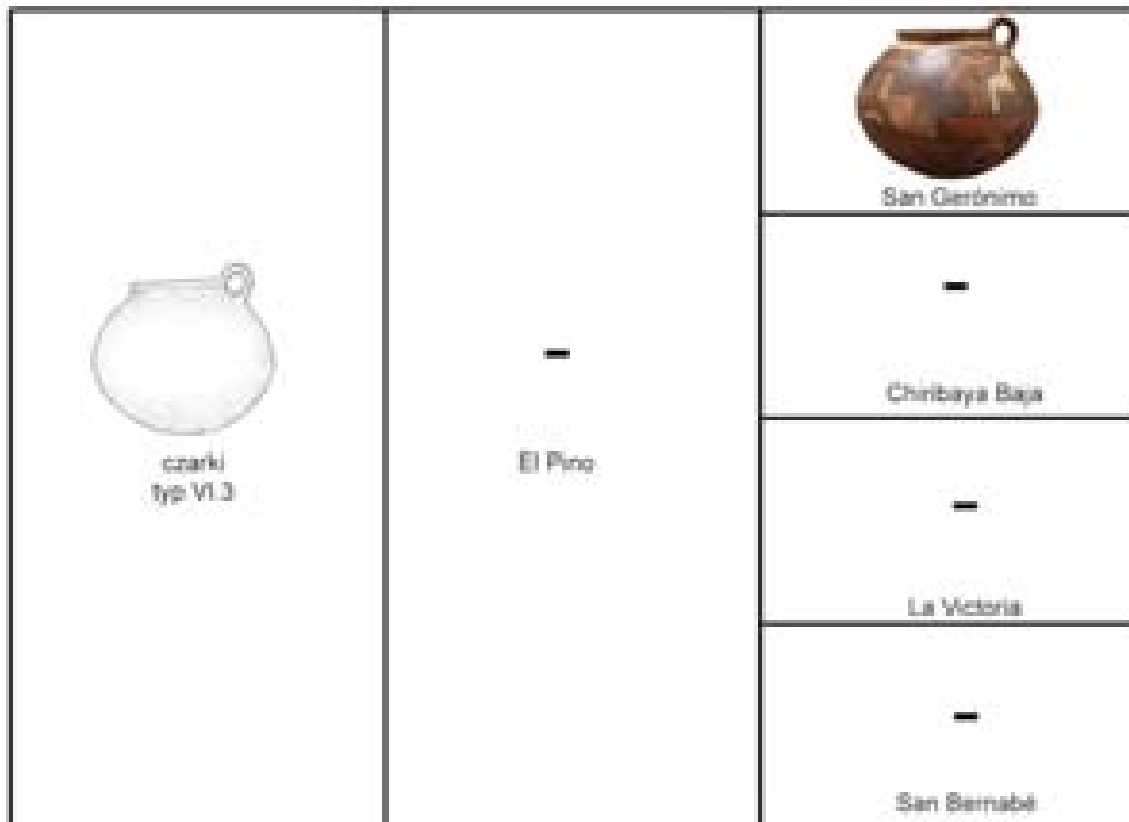 San Gerónimo
-
Chiribaya Baja
czarki
typ VI.3
-
El Pino
-
La Victoria
-
San Bernabé